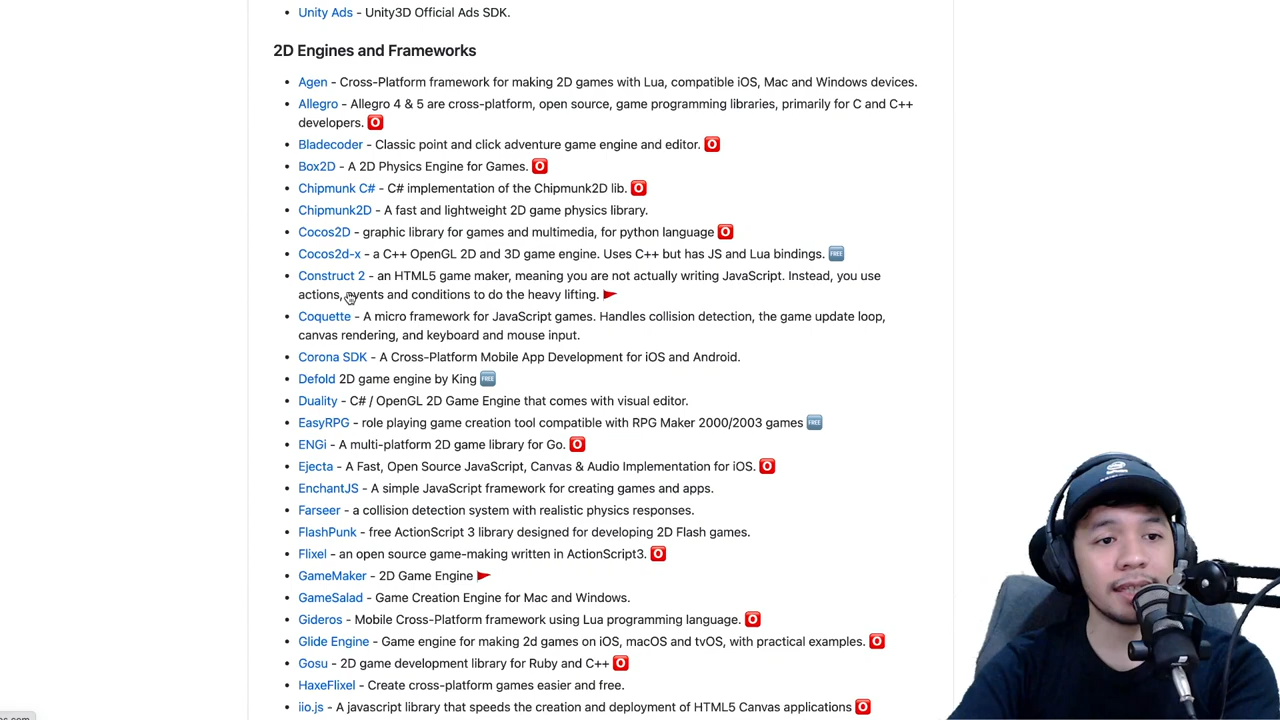 Unity Ads - Unity3D Official Ads SDK.
2D Engines and Frameworks
Agen - Cross-Platform framework for making 2D games with Lua, compatible iOS, Mac and Windows devices.
Allegro - Allegro 4 & 5 are cross-platform, open source, game programming libraries, primarily for C and C++
developers. O
Bladecoder - Classic point and click adventure game engine and editor. O
Box2D - A 2D Physics Engine for Games. O
Chipmunk C# - C# implementation of the Chipmunk2D lib. O
Chipmunk2D - A fast and lightweight 2D game physics library.
Cocos2D - graphic library for games and multimedia, for python language O
Cocos2d-x - a C++ OpenGL 2D and 3D game engine. Uses C++ but has JS and Lua bindings. FREE
Construct 2 - an HTML5 game maker, meaning you are not actually writing JavaScript. Instead, you use
actions, events and conditions to do the heavy lifting.
Coquette - A micro framework for JavaScript games. Handles collision detection, the game update loop,
canvas rendering, and keyboard and mouse input.
Corona SDK - A Cross-Platform Mobile App Development for iOS and Android.
Defold 2D game engine by King FREE
Duality - C# / OpenGL 2D Game Engine that comes with visual editor.
EasyRPG - role playing game creation tool compatible with RPG Maker 2000/2003 games FREE
ENGi - A multi-platform 2D game library for Go. O
Ejecta - A Fast, Open Source JavaScript, Canvas & Audio Implementation for iOS. O
EnchantJS - A simple JavaScript framework for creating games and apps.
Farseer - a collision detection system with realistic physics responses.
FlashPunk - free ActionScript 3 library designed for developing 2D Flash games.
Flixel - an open source game-making written in ActionScript3. O
GameMaker - 2D Game Engine
GameSalad - Game Creation Engine for Mac and Windows.
Gideros - Mobile Cross-Platform framework using Lua programming language. O
Glide Engine - Game engine for making 2d games on iOS, macOS and tvOS, with practical examples. O
Gosu - 2D game development library for Ruby and C++ O
HaxeFlixel - Create cross-platform games easier and free.
iio.js - A javascript library that speeds the creation and deployment of HTML5 Canvas applications O